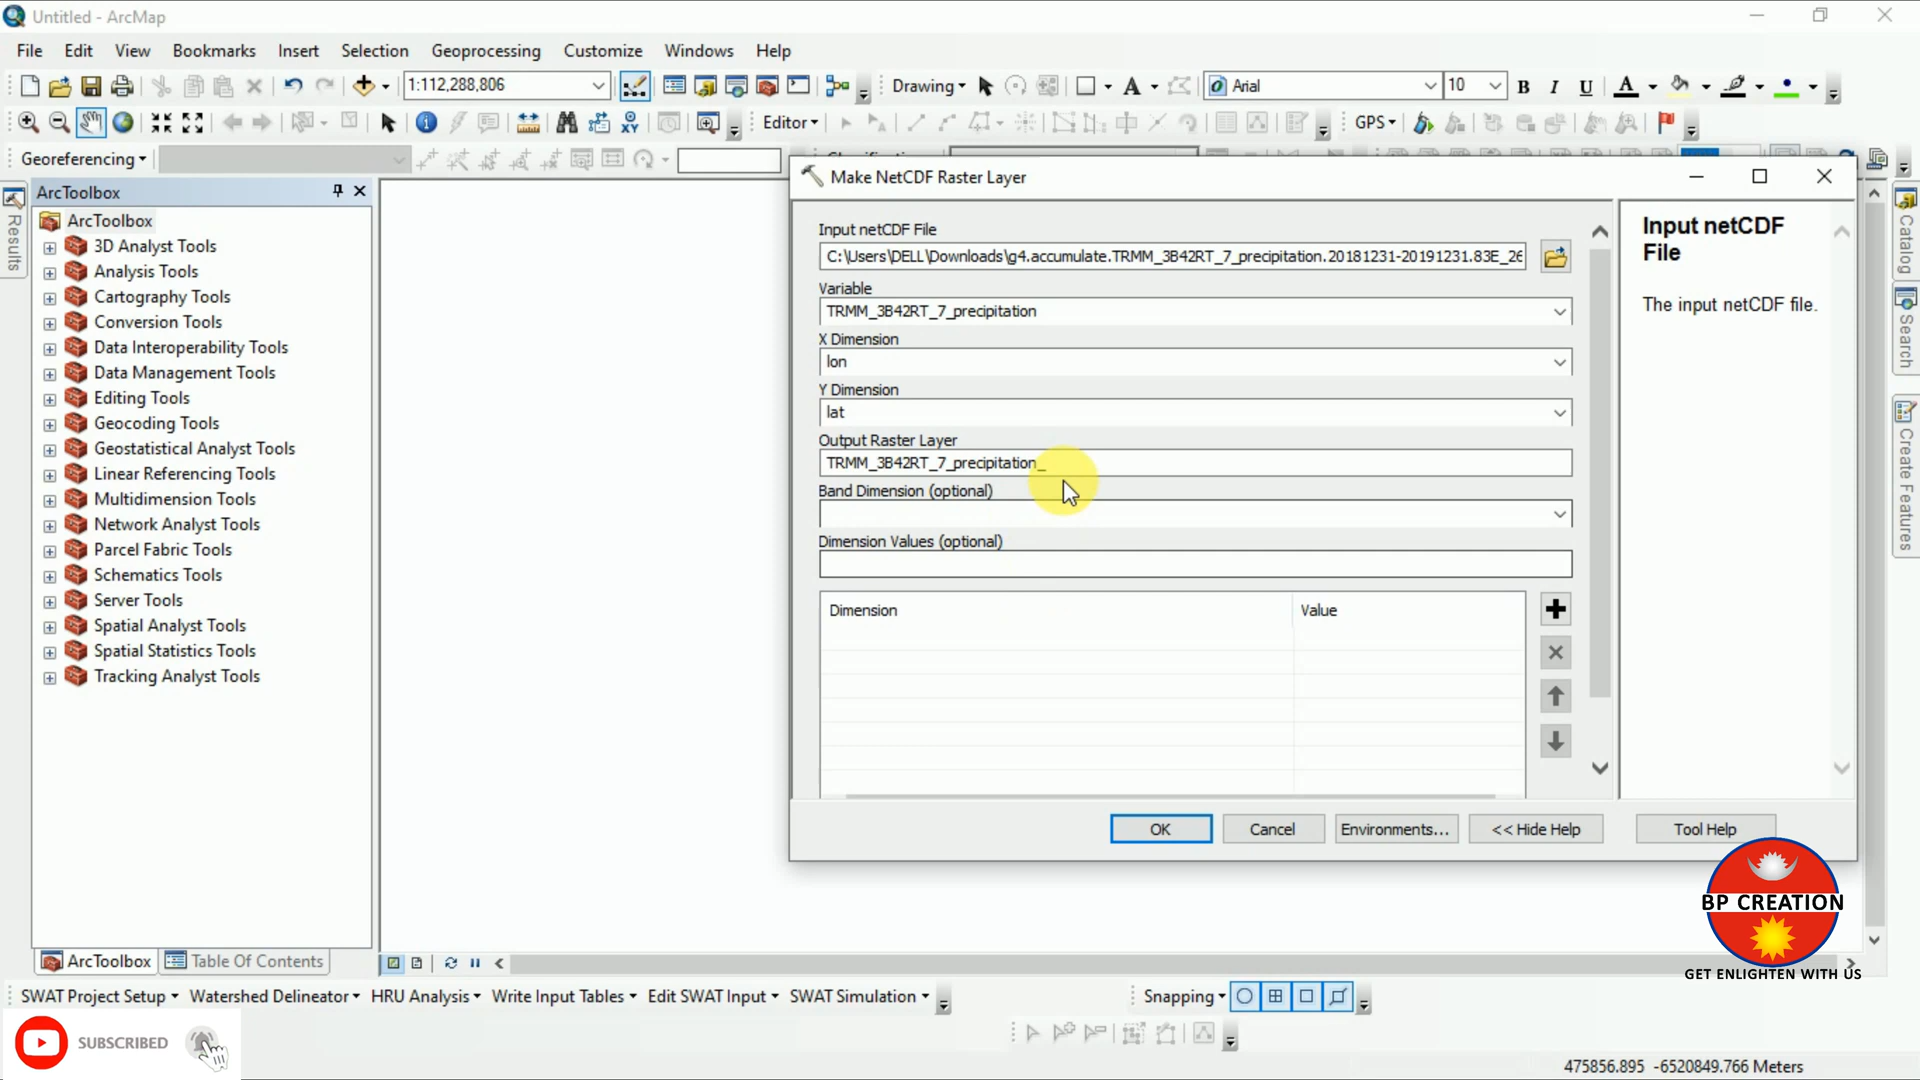 Untitled - ArcMap
File Edit View Bookmarks Insert Selection Geoprocessing Customize Windows Help
1:112,288,806 Drawing Arial 10 B I U A
Editor GPS
Georeferencing
ArcToolbox
Results
ArcToolbox
3D Analyst Tools
Analysis Tools
Cartography Tools
Conversion Tools
Data Interoperability Tools
Data Management Tools
Editing Tools
Geocoding Tools
Geostatistical Analyst Tools
Linear Referencing Tools
Multidimension Tools
Network Analyst Tools
Parcel Fabric Tools
Schematics Tools
Server Tools
Spatial Analyst Tools
Spatial Statistics Tools
Tracking Analyst Tools
Make NetCDF Raster Layer
Input netCDF File
C:\Users\DELL\Downloads\g4.accumulate.TRMM_3B42RT_7_precipitation.20181231-20191231.83E_26
Variable
TRMM_3B42RT_7_precipitation
X Dimension
lon
Y Dimension
lat
Output Raster Layer
TRMM_3B42RT_7_precipitation_
Band Dimension (optional)
Dimension Values (optional)
Dimension Value
OK Cancel Environments... << Hide Help Tool Help
Input netCDF
File
The input netCDF file.
Catalog
Search
Create Features
BP CREATION
GET ENLIGHTEN WITH US
ArcToolbox Table Of Contents
SWAT Project Setup Watershed Delineator HRU Analysis Write Input Tables Edit SWAT Input SWAT Simulation Snapping
SUBSCRIBED
475856.895 -6520849.766 Meters